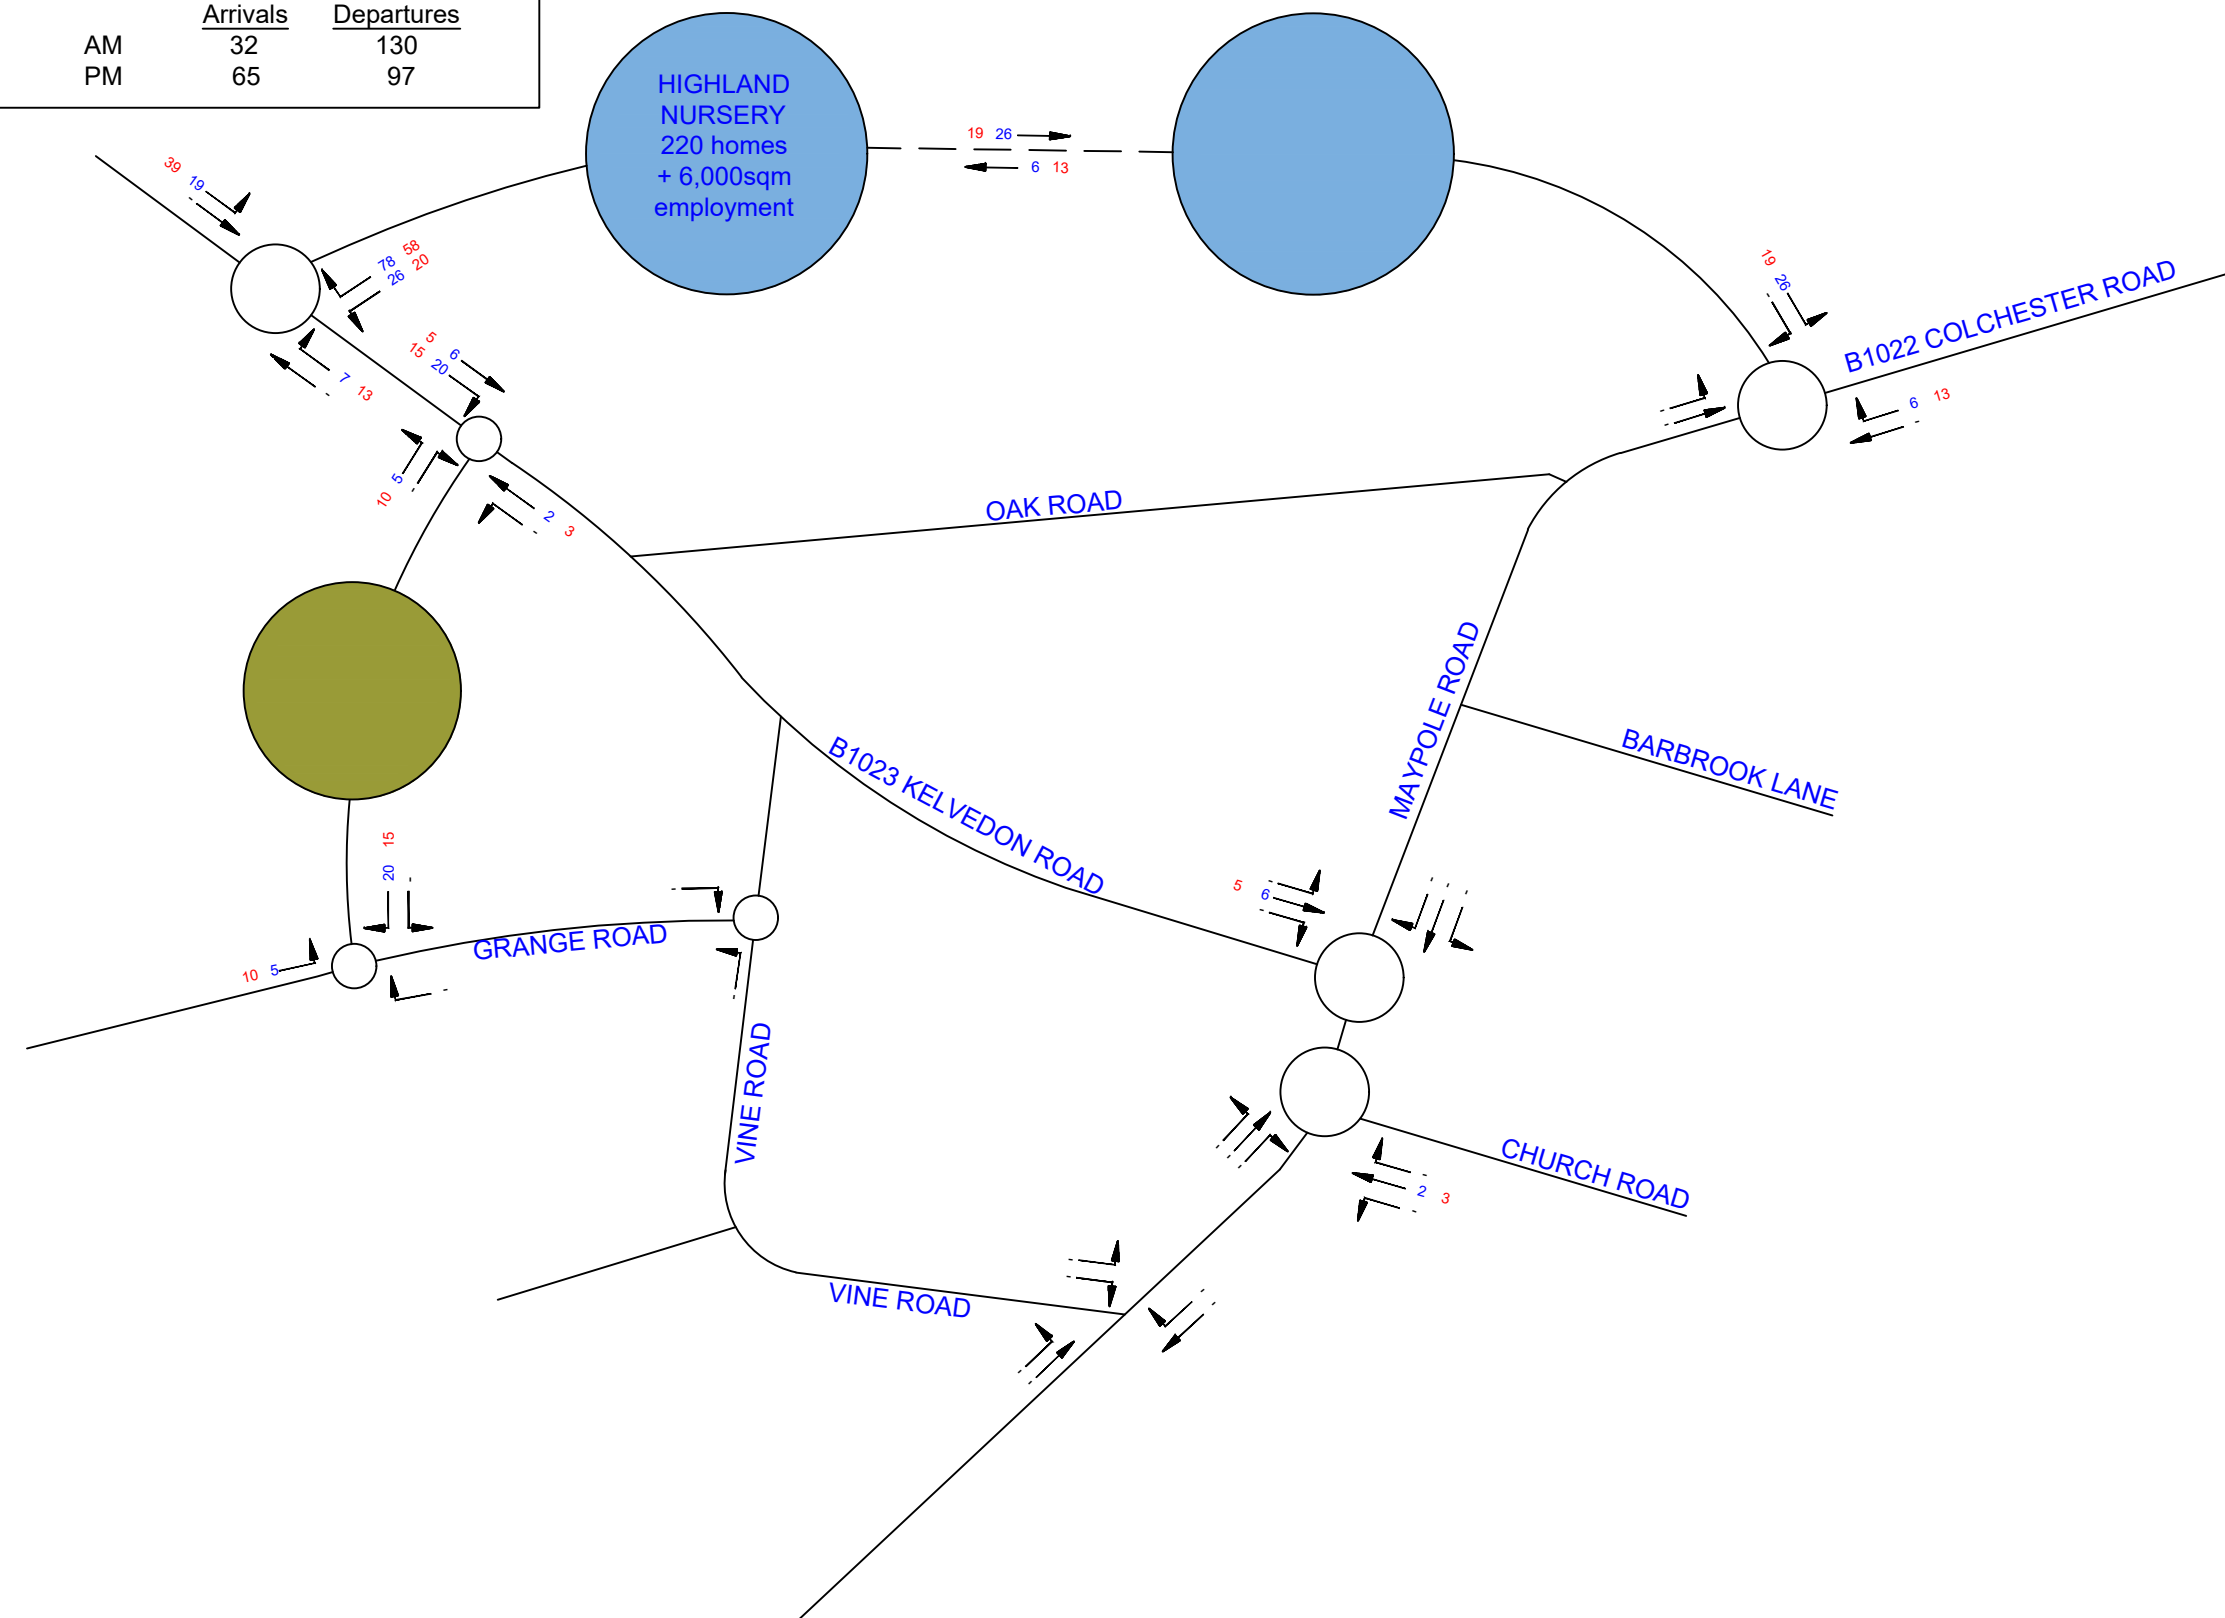 Arrivals Departures
AM 32 130
PM 65 97
HIGHLAND
NURSERY
220 homes
+ 6,000sqm
employment
19 26
6 13
39 19
78 58
26 20
7 13
5 6
15 20
10 5
2 3
19 26
B1022 COLCHESTER ROAD
6 13
OAK ROAD
MAYPOLE ROAD
BARBROOK LANE
B1023 KELVEDON ROAD
5 6
20 15
GRANGE ROAD
10 5
VINE ROAD
CHURCH ROAD
2 3
VINE ROAD